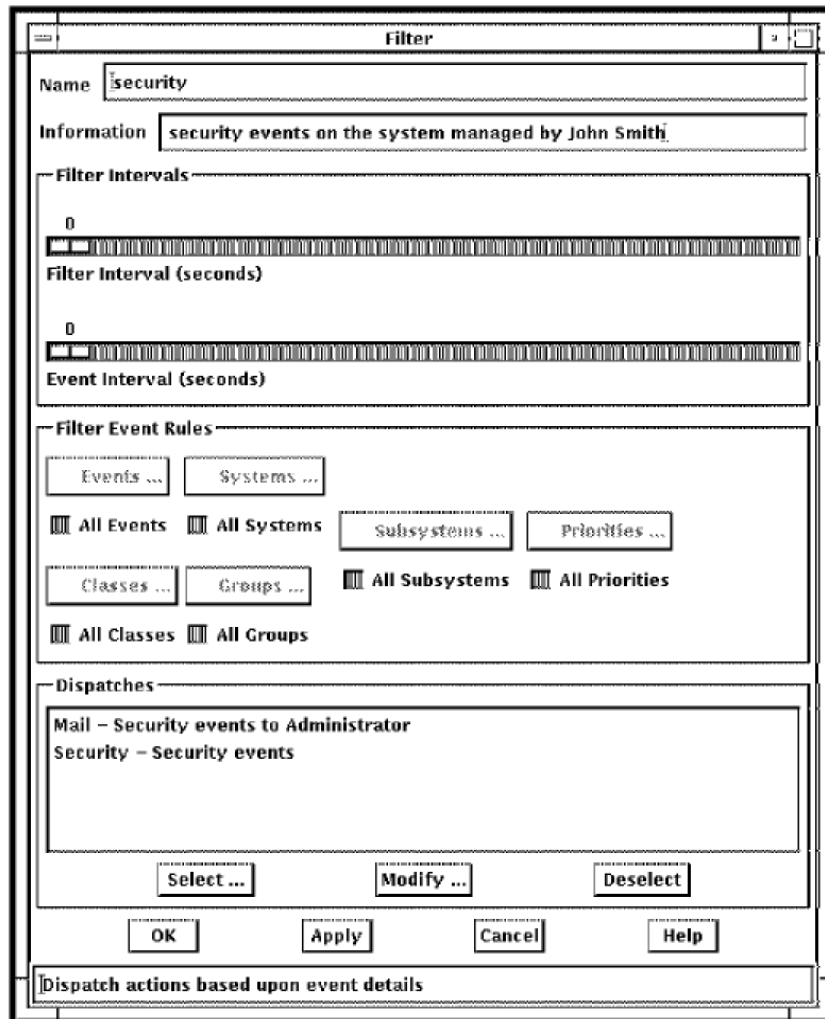 Filter
Name security
Information security events on the system managed by John Smith
Filter Intervals
0
Filter Interval (seconds)
0
Event Interval (seconds)
Filter Event Rules
Events ... Systems ...
All Events All Systems Subsystems ... Priorities ...
Classes ... Groups ... All Subsystems All Priorities
All Classes All Groups
Dispatches
Mail – Security events to Administrator
Security – Security events
Select ... Modify ... Deselect
OK Apply Cancel Help
Dispatch actions based upon event details